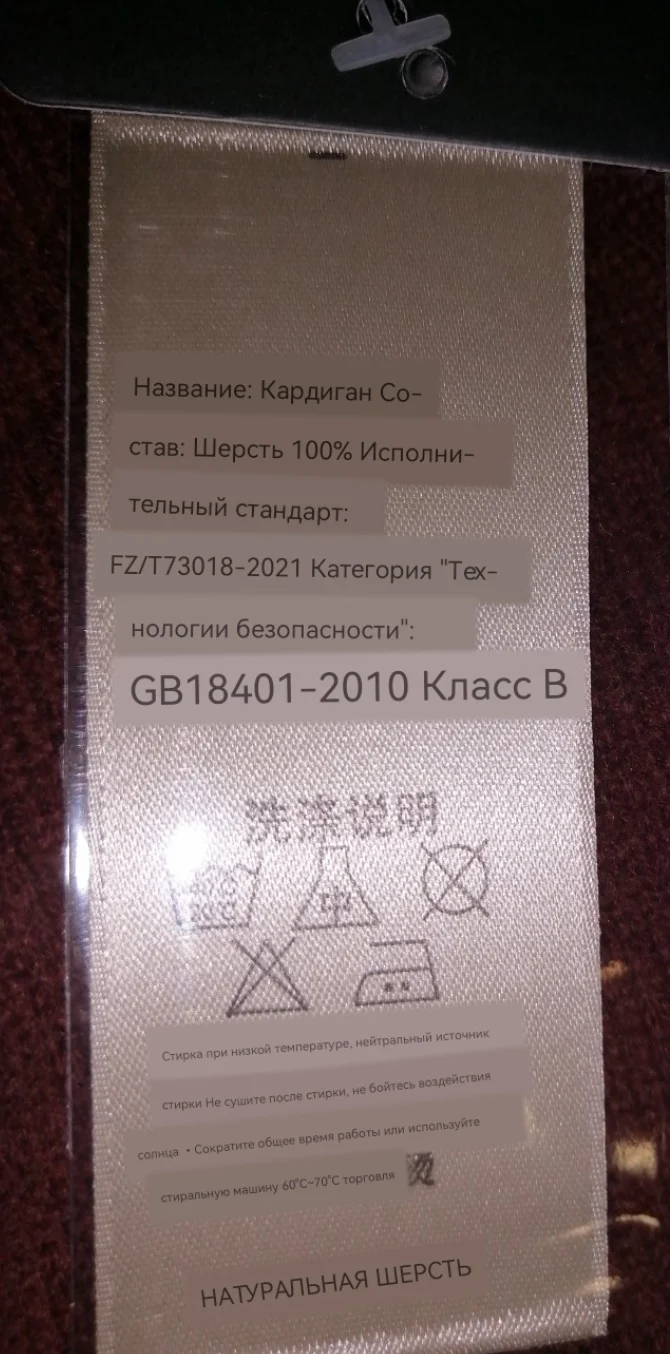 Название: Кардиган Со-
став: Шерсть 100% Исполни-
тельный стандарт:
FZ/T73018-2021 Категория "Тех-
нологии безопасности":
GB18401-2010 Класс B
洗涤说明
中
Стирка при низкой температуре, нейтральный источник
стирки Не сушите после стирки, не бойтесь воздействия
солнца • Сократите общее время работы или используйте
стиральную машину 60°C~70°C торговля
НАТУРАЛЬНАЯ ШЕРСТЬ